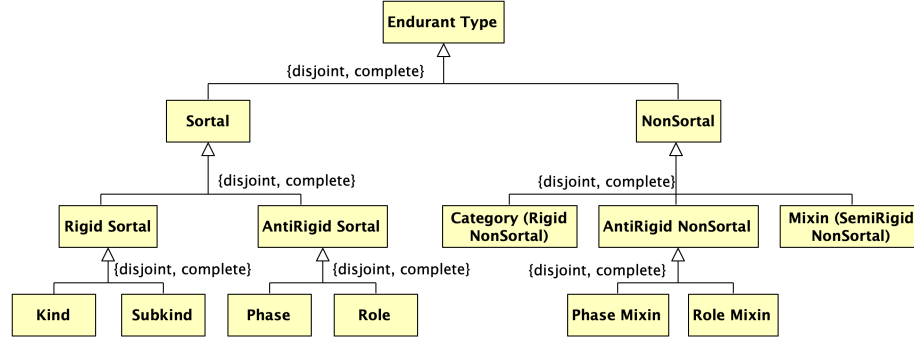 Endurant Type
{disjoint, complete}
Sortal
NonSortal
{disjoint, complete}
{disjoint, complete}
Rigid Sortal
AntiRigid Sortal
Category (Rigid
NonSortal)
AntiRigid NonSortal
Mixin (SemiRigid
NonSortal)
{disjoint, complete}
{disjoint, complete}
{disjoint, complete}
Kind
Subkind
Phase
Role
Phase Mixin
Role Mixin